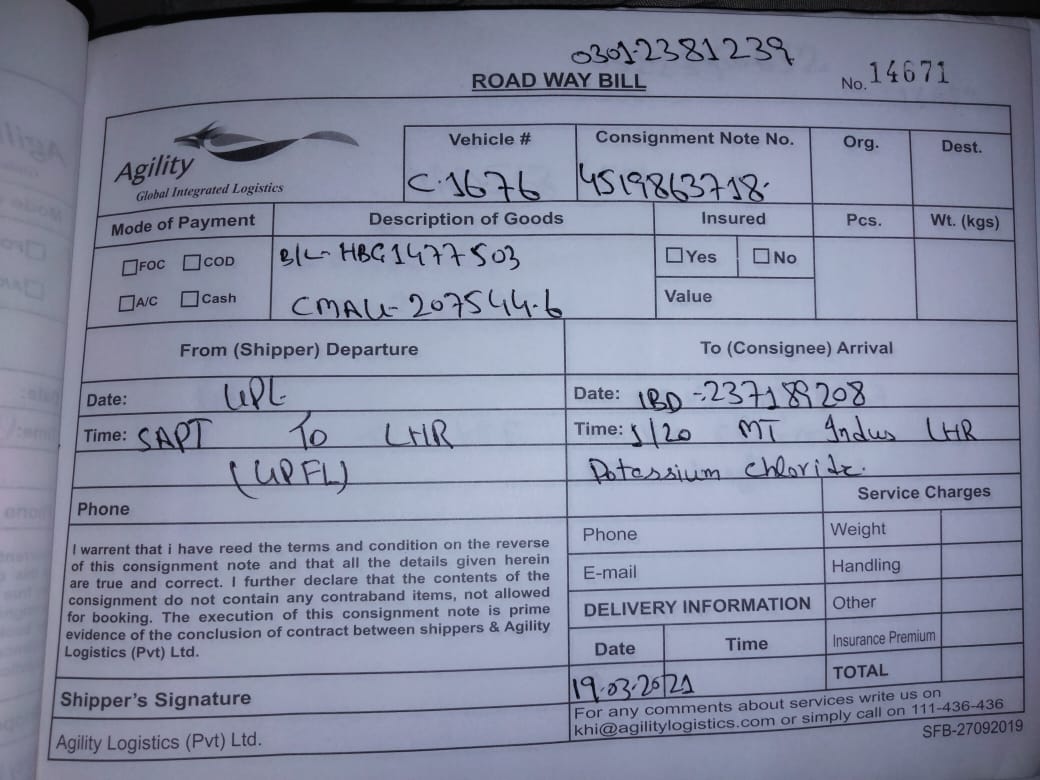 0301-2381239
ROAD WAY BILL
No. 14671
Agility
Global Integrated Logistics
Vehicle #
C-1676
Consignment Note No.
4519863718-
Org.
Dest.
Mode of Payment
FOC COD
A/C Cash
Description of Goods
B/L- HBG1477503
CMAU- 207544-6
Insured
Yes No
Value
Pcs.
Wt. (kgs)
From (Shipper) Departure
Date: UPL
Time: SAPT To LHR
(UPFL)
Phone
To (Consignee) Arrival
Date: IBD -237189208
Time: 1/20 MT Indus LHR
Potassium Chloride.
Phone
E-mail
Service Charges
Weight
Handling
Other
Insurance Premium
TOTAL
DELIVERY INFORMATION
Date Time
19-03-2021
I warrent that i have reed the terms and condition on the reverse
of this consignment note and that all the details given herein
are true and correct. I further declare that the contents of the
consignment do not contain any contraband items, not allowed
for booking. The execution of this consignment note is prime
evidence of the conclusion of contract between shippers & Agility
Logistics (Pvt) Ltd.
Shipper's Signature
Agility Logistics (Pvt) Ltd.
For any comments about services write us on
khi@agilitylogistics.com or simply call on 111-436-436
SFB-27092019